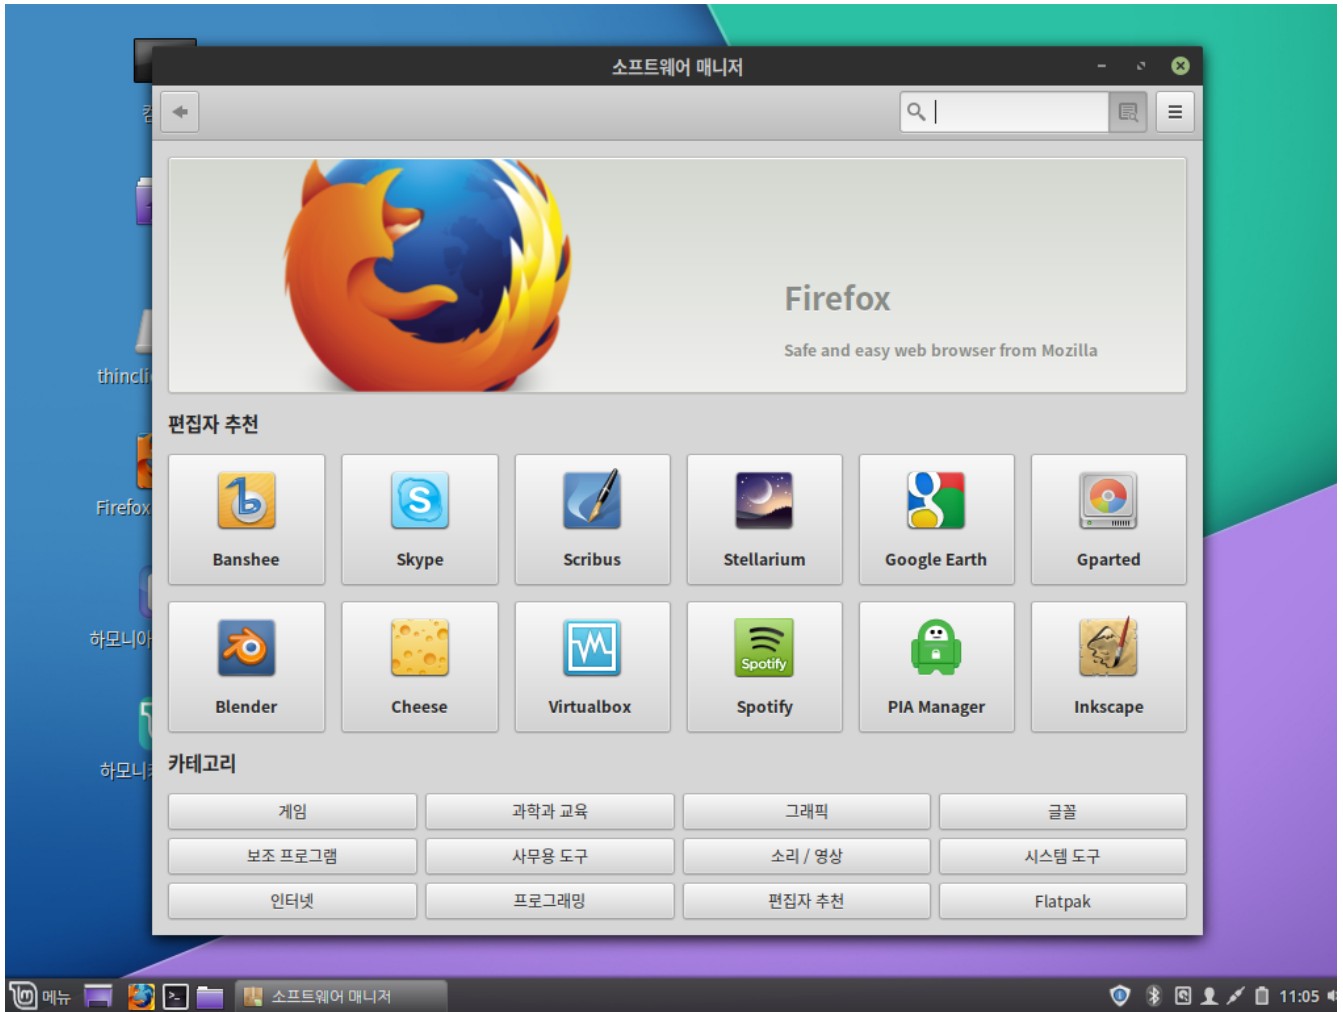 소프트웨어 매니저
Firefox
Safe and easy web browser from Mozilla
thincli
Firefox
하모니
하모니
편집자 추천
Banshee
Skype
Scribus
Stellarium
Google Earth
Gparted
Blender
Cheese
Virtualbox
Spotify
Spotify
PIA Manager
Inkscape
카테고리
게임
과학과 교육
그래픽
글꼴
보조 프로그램
사무용 도구
소리 / 영상
시스템 도구
인터넷
프로그래밍
편집자 추천
Flatpak
메뉴
소프트웨어 매니저
11:05